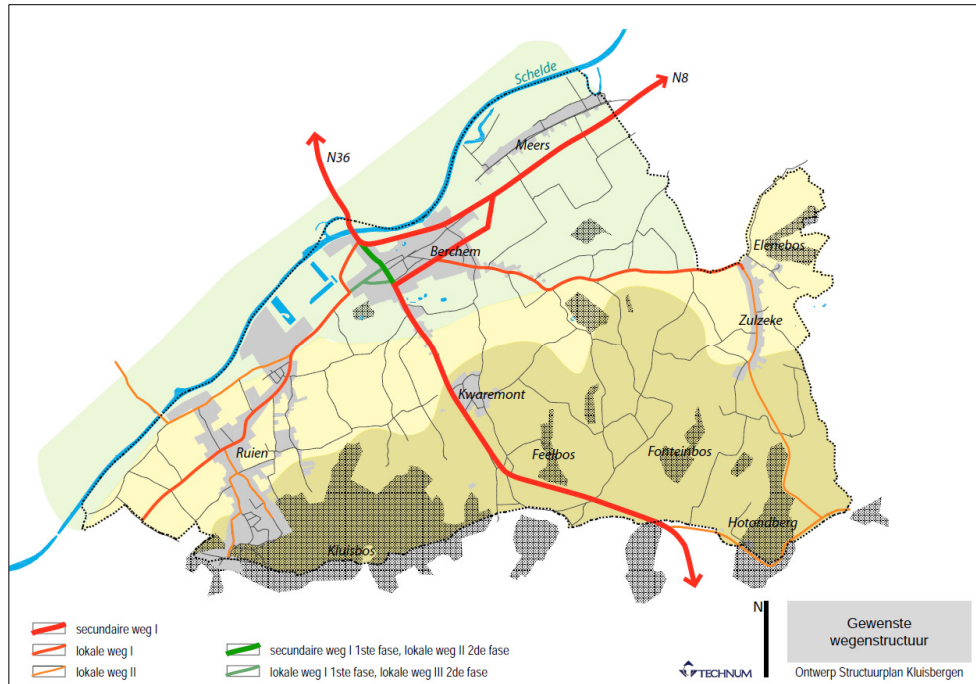 Schelde
N8
N36
Meers
Berchem
Elenebos
Zulzeke
Kwaremont
Ruien
Feelbos
Fonteinbos
Hotondberg
Kluisbos
secundaire weg I
lokale weg I
lokale weg II
secundaire weg I 1ste fase, lokale weg II 2de fase
lokale weg I 1ste fase, lokale weg III 2de fase
TECHNUM
N
Gewenste
wegenstructuur
Ontwerp Structuurplan Kluisbergen